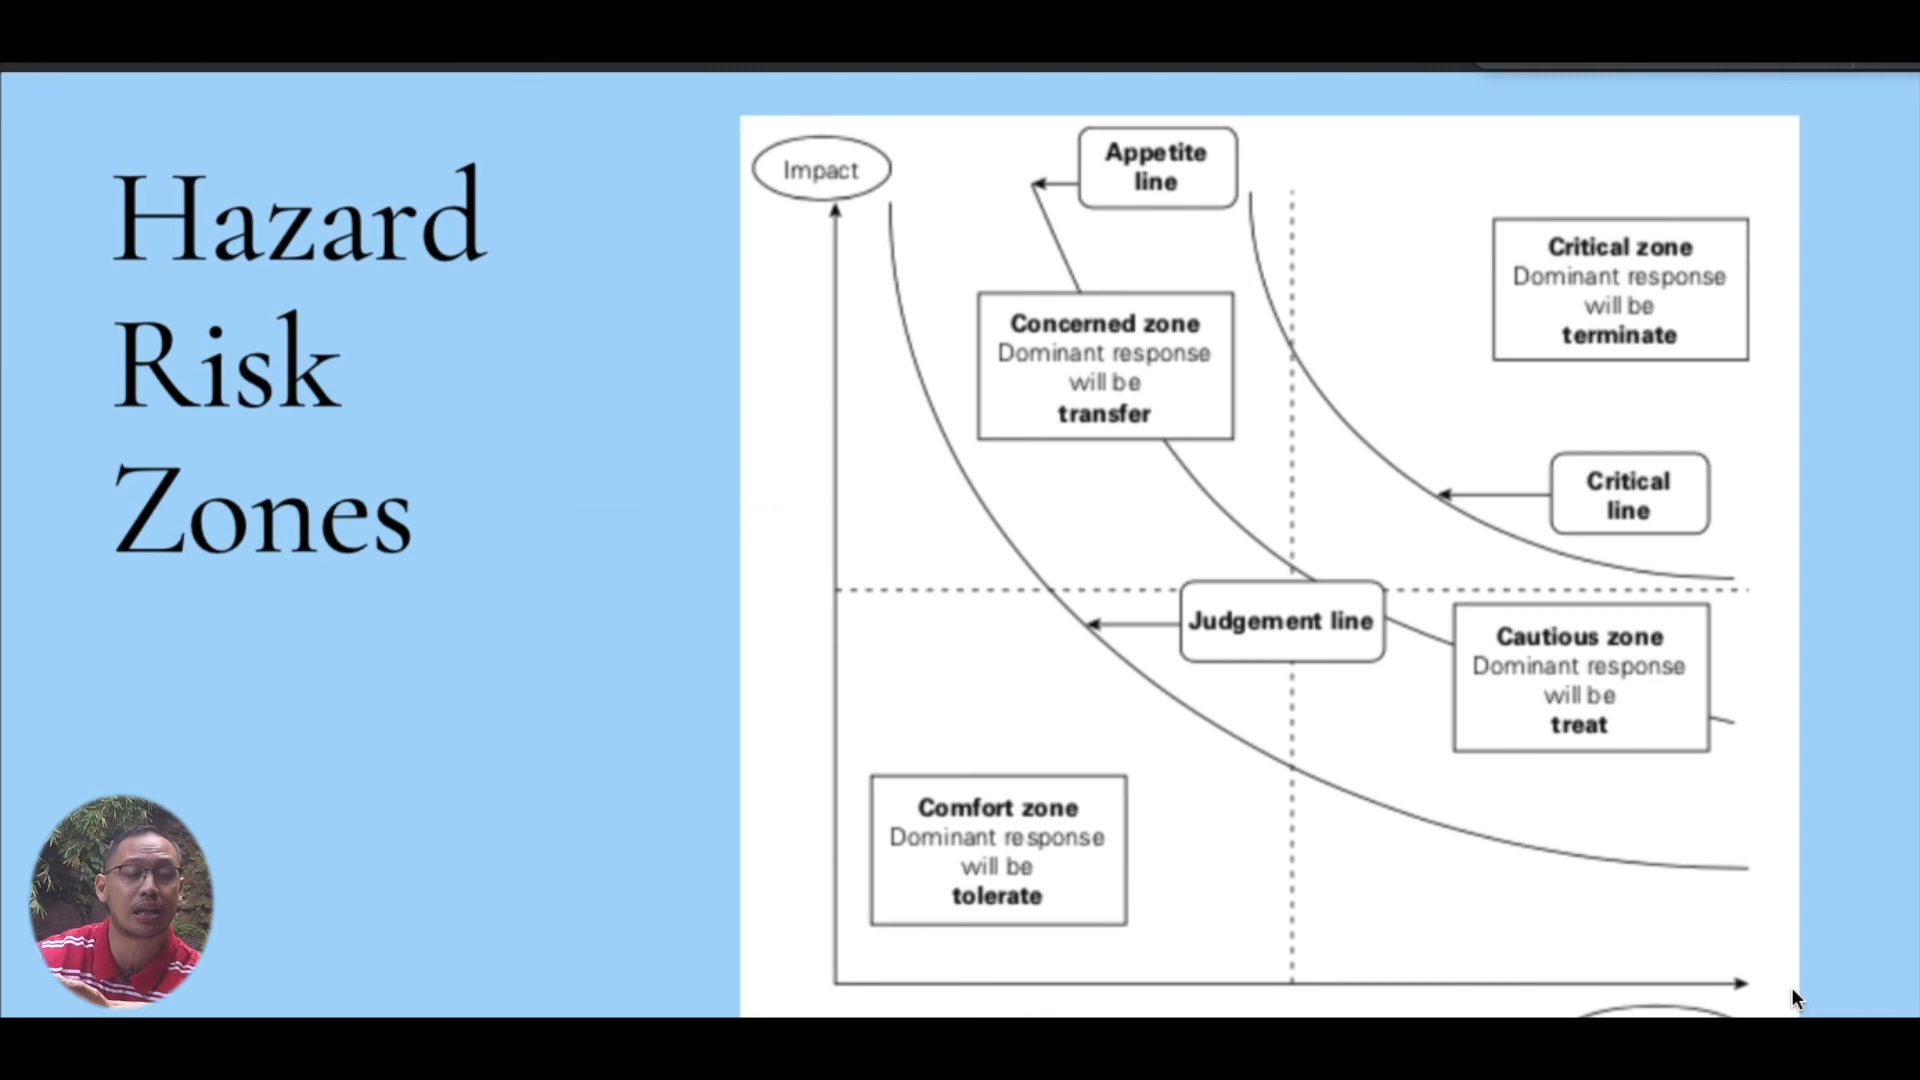 Hazard
Risk
Zones
Impact
Appetite
line
Critical zone
Dominant response
will be
terminate
Concerned zone
Dominant response
will be
transfer
Critical
line
Judgement line
Cautious zone
Dominant response
will be
treat
Comfort zone
Dominant response
will be
tolerate